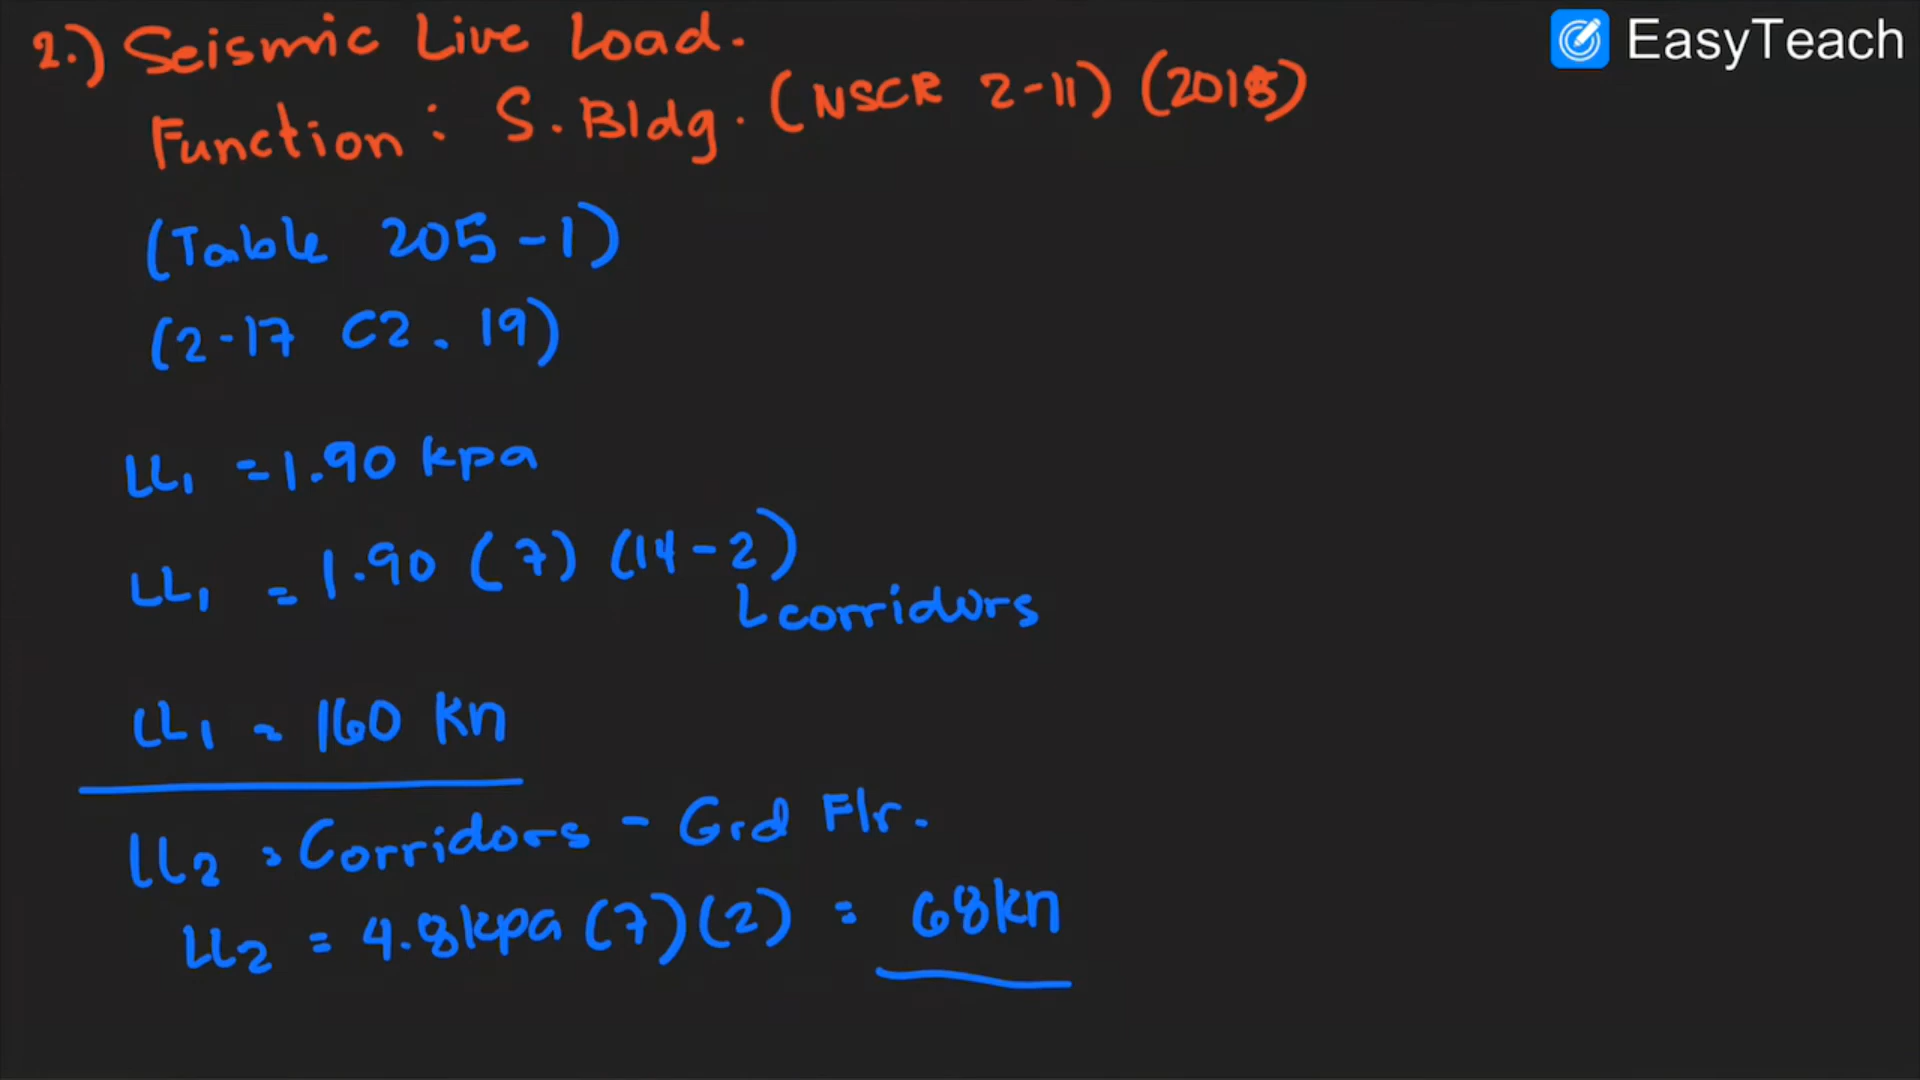 2.) Seismic Live Load.
EasyTeach
Function: S. Bldg. (NSCR 2-11) (2015)
(Table 205-1)
(2-17 C2. 19)
LL1 = 1.90 kpa
LL1 = 1.90 (7) (14-2)
Lcorridors
LL1 = 160 kn
LL2 = Corridors - Grd Flr.
LL2 = 4.8kpa (7)(2) = 68kn